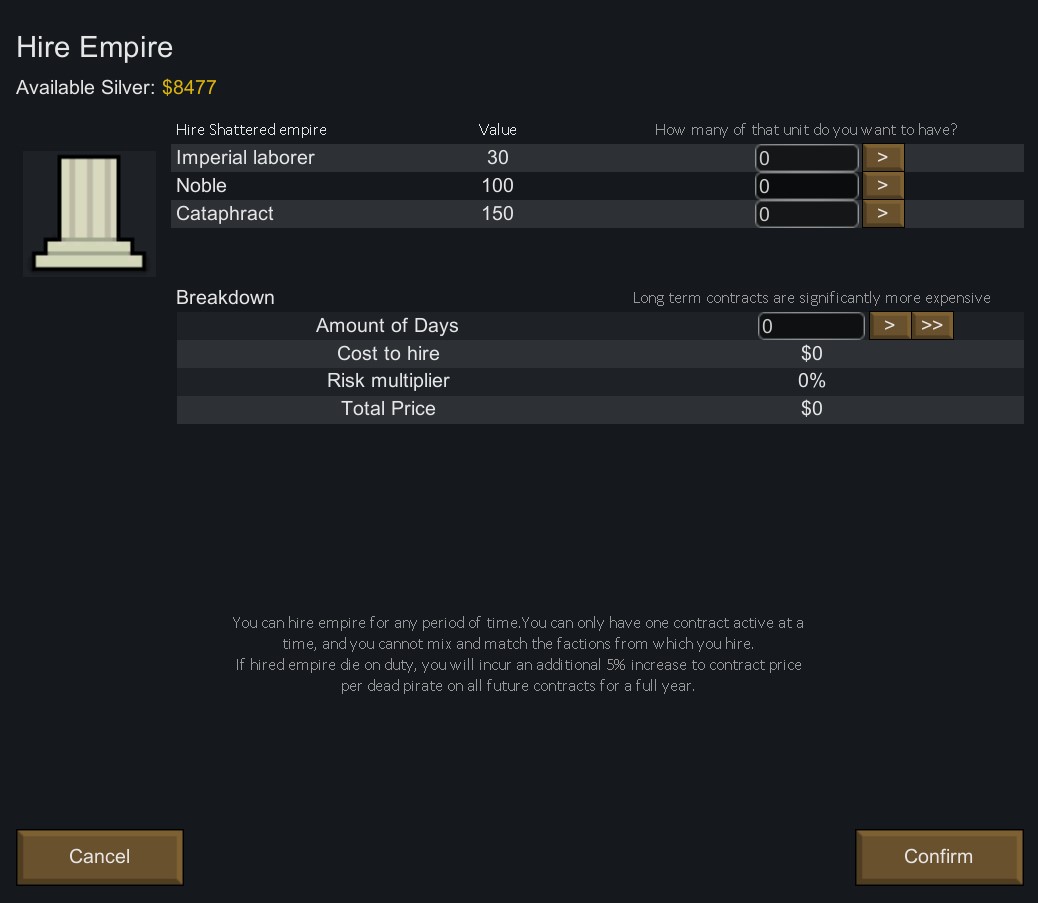 Hire Empire
Available Silver: $8477
Hire Shattered empire Value How many of that unit do you want to have?
Imperial laborer 30 0 >
Noble 100 0 >
Cataphract 150 0 >
Breakdown Long term contracts are significantly more expensive
Amount of Days 0 > >>
Cost to hire $0
Risk multiplier 0%
Total Price $0
You can hire empire for any period of time.You can only have one contract active at a
time, and you cannot mix and match the factions from which you hire.
If hired empire die on duty, you will incur an additional 5% increase to contract price
per dead pirate on all future contracts for a full year.
Cancel Confirm